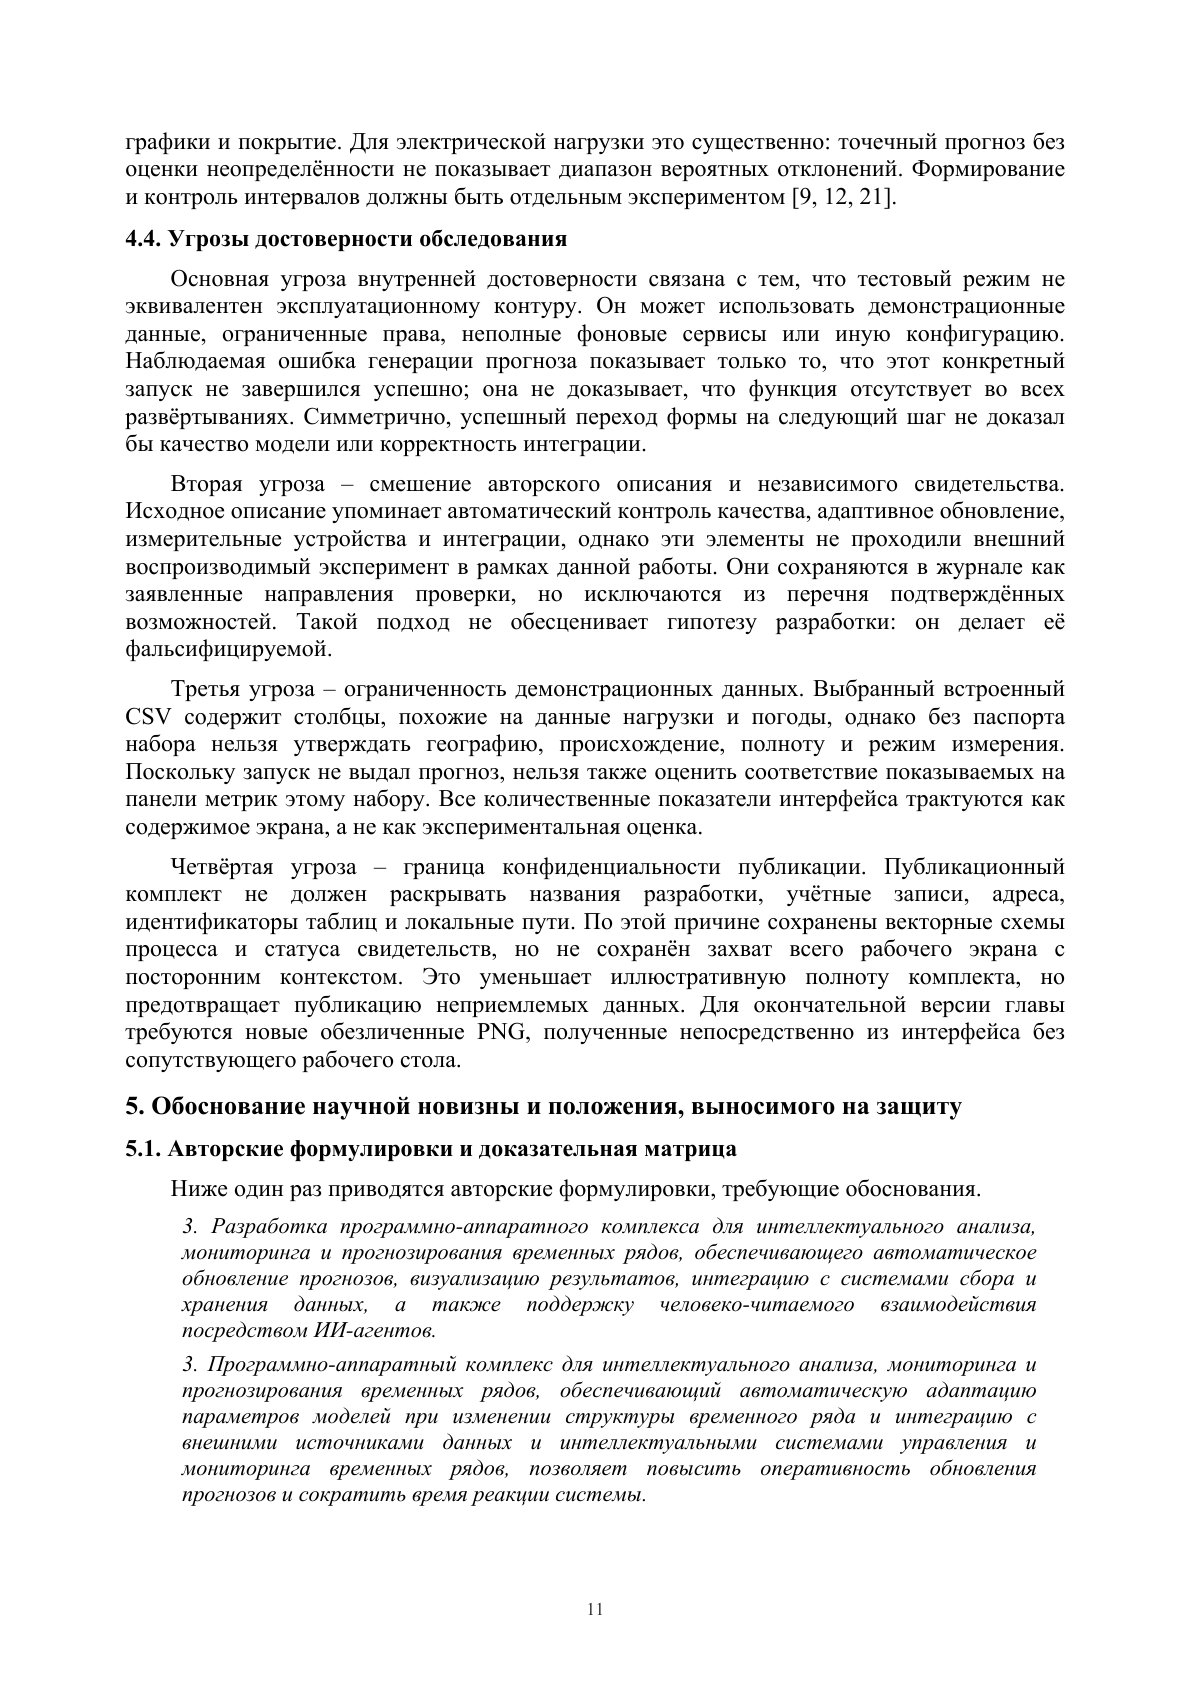 графики и покрытие. Для электрической нагрузки это существенно: точечный прогноз без
оценки неопределённости не показывает диапазон вероятных отклонений. Формирование
и контроль интервалов должны быть отдельным экспериментом [9, 12, 21].
4.4. Угрозы достоверности обследования
Основная угроза внутренней достоверности связана с тем, что тестовый режим не
эквивалентен эксплуатационному контуру. Он может использовать демонстрационные
данные, ограниченные права, неполные фоновые сервисы или иную конфигурацию.
Наблюдаемая ошибка генерации прогноза показывает только то, что этот конкретный
запуск не завершился успешно; она не доказывает, что функция отсутствует во всех
развёртываниях. Симметрично, успешный переход формы на следующий шаг не доказал
бы качество модели или корректность интеграции.
Вторая угроза – смешение авторского описания и независимого свидетельства.
Исходное описание упоминает автоматический контроль качества, адаптивное обновление,
измерительные устройства и интеграции, однако эти элементы не проходили внешний
воспроизводимый эксперимент в рамках данной работы. Они сохраняются в журнале как
заявленные направления проверки, но исключаются из перечня подтверждённых
возможностей. Такой подход не обесценивает гипотезу разработки: он делает её
фальсифицируемой.
Третья угроза – ограниченность демонстрационных данных. Выбранный встроенный
CSV содержит столбцы, похожие на данные нагрузки и погоды, однако без паспорта
набора нельзя утверждать географию, происхождение, полноту и режим измерения.
Поскольку запуск не выдал прогноз, нельзя также оценить соответствие показываемых на
панели метрик этому набору. Все количественные показатели интерфейса трактуются как
содержимое экрана, а не как экспериментальная оценка.
Четвёртая угроза – граница конфиденциальности публикации. Публикационный
комплект не должен раскрывать названия разработки, учётные записи, адреса,
идентификаторы таблиц и локальные пути. По этой причине сохранены векторные схемы
процесса и статуса свидетельств, но не сохранён захват всего рабочего экрана с
посторонним контекстом. Это уменьшает иллюстративную полноту комплекта, но
предотвращает публикацию неприемлемых данных. Для окончательной версии главы
требуются новые обезличенные PNG, полученные непосредственно из интерфейса без
сопутствующего рабочего стола.
5. Обоснование научной новизны и положения, выносимого на защиту
5.1. Авторские формулировки и доказательная матрица
Ниже один раз приводятся авторские формулировки, требующие обоснования.
3. Разработка программно-аппаратного комплекса для интеллектуального анализа,
мониторинга и прогнозирования временных рядов, обеспечивающего автоматическое
обновление прогнозов, визуализацию результатов, интеграцию с системами сбора и
хранения данных, а также поддержку человеко-читаемого взаимодействия
посредством ИИ-агентов.
3. Программно-аппаратный комплекс для интеллектуального анализа, мониторинга и
прогнозирования временных рядов, обеспечивающий автоматическую адаптацию
параметров моделей при изменении структуры временного ряда и интеграцию с
внешними источниками данных и интеллектуальными системами управления и
мониторинга временных рядов, позволяет повысить оперативность обновления
прогнозов и сократить время реакции системы.
11